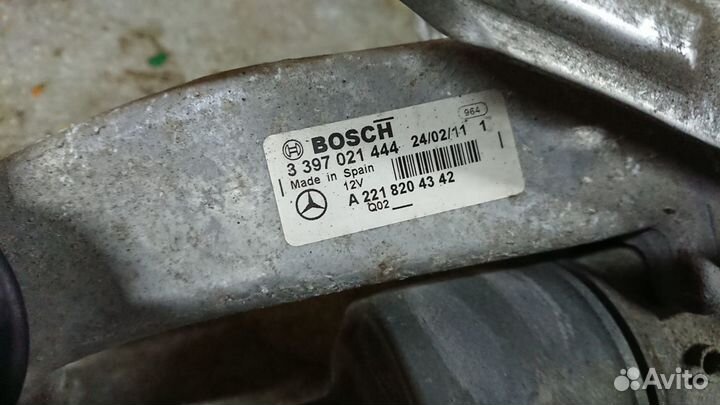 964
BOSCH 24/02/11 1
3 397 021 444
Made in Spain
12V
A 221 820 43 42
Q02
Avito